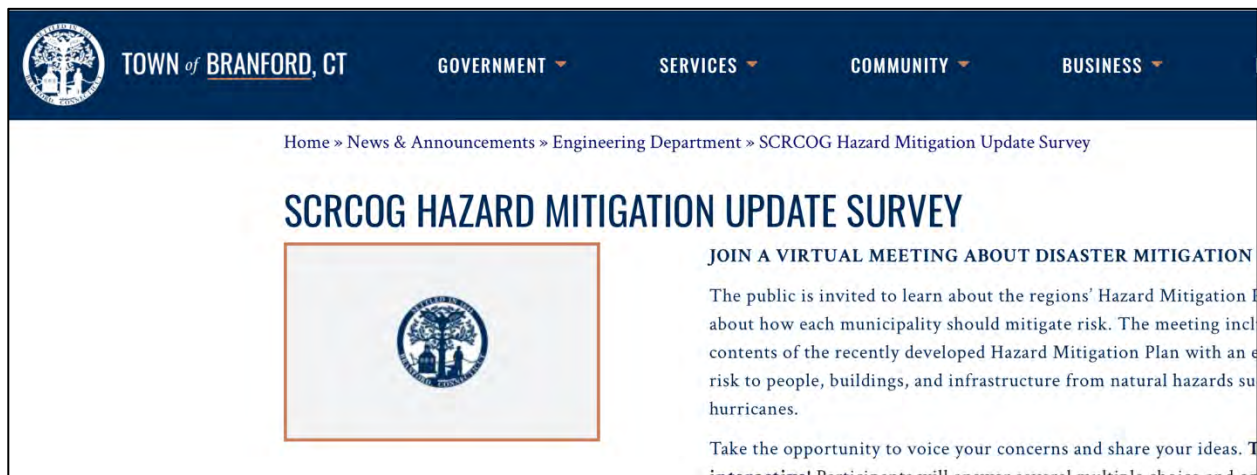 TOWN of BRANFORD, CT
GOVERNMENT
SERVICES
COMMUNITY
BUSINESS
Home » News & Announcements » Engineering Department » SCRCOG Hazard Mitigation Update Survey
SCRCOG HAZARD MITIGATION UPDATE SURVEY
JOIN A VIRTUAL MEETING ABOUT DISASTER MITIGATION
The public is invited to learn about the regions' Hazard Mitigation
about how each municipality should mitigate risk. The meeting
contents of the recently developed Hazard Mitigation Plan with an
risk to people, buildings, and infrastructure from natural hazards
hurricanes.
Take the opportunity to voice your concerns and share your ideas.